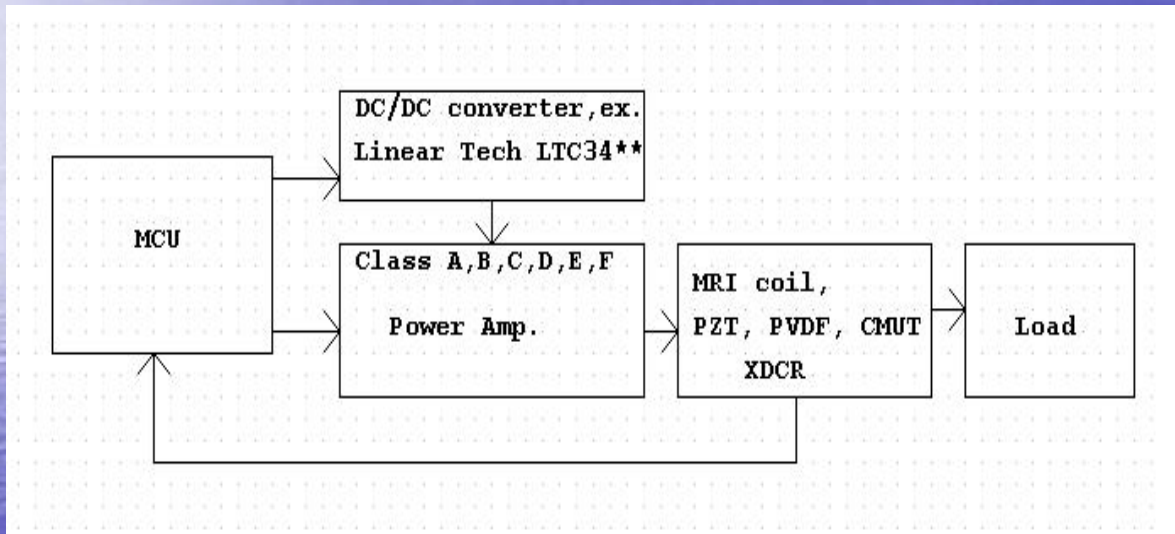 DC/DC converter,ex.
Linear Tech LTC34**
MCU
Class A,B,C,D,E,F
Power Amp.
MRI coil,
PZT, PVDF, CMUT
XDCR
Load